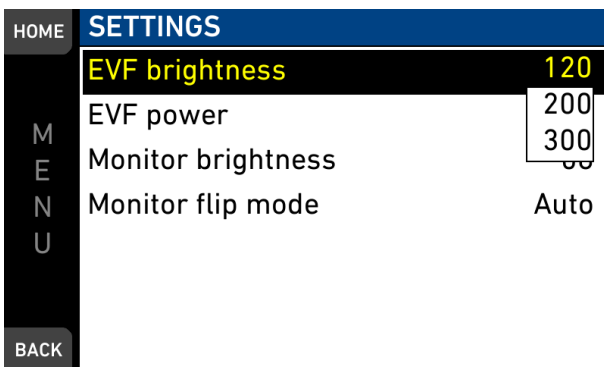 HOME
SETTINGS
EVF brightness 120
EVF power 200
300
Monitor brightness
Monitor flip mode Auto
M
E
N
U
BACK